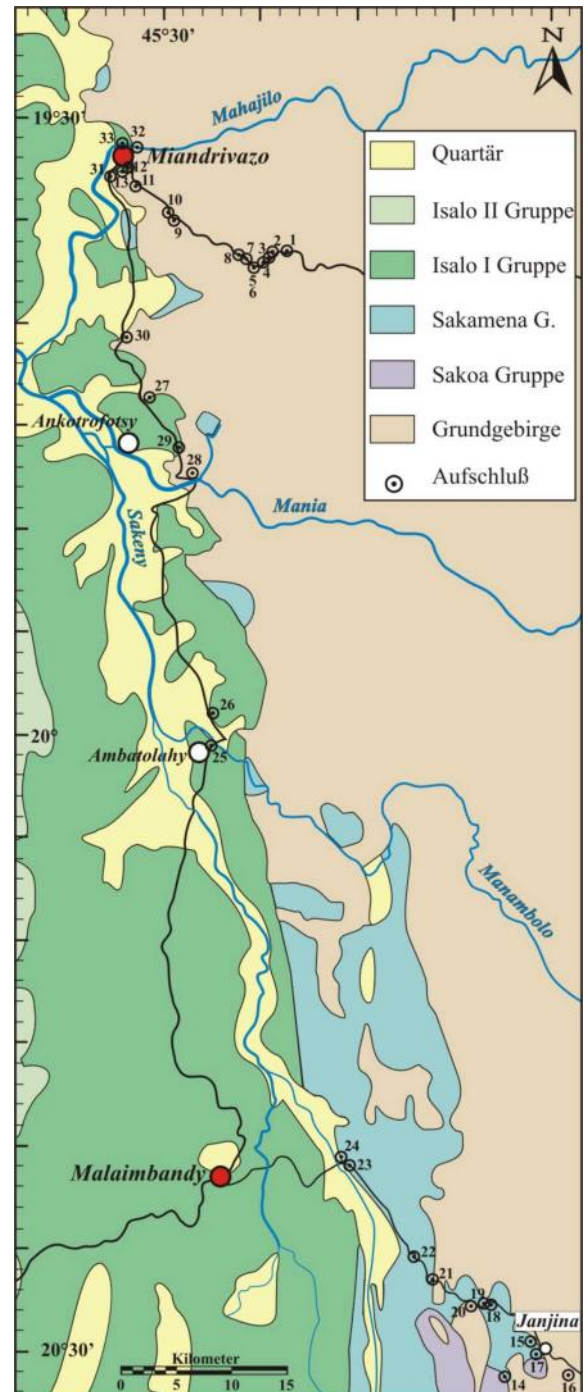 45°30'
N
19°30'
Mahajilo
33
32
Miandrivazo
31
12
13
11
10
9
8
7
3
2
1
5
4
6
Quartär
Isalo II Gruppe
Isalo I Gruppe
Sakamena G.
Sakoa Gruppe
Grundgebirge
Aufschluß
30
27
Ankotrofotsy
29
28
Sakeny
Mania
26
20°
25
Ambatolahy
Manambolo
24
23
Malaimbandy
22
21
19
20
18
Janjina
15
17
20°30'
Kilometer
0 5 10 15
14
16